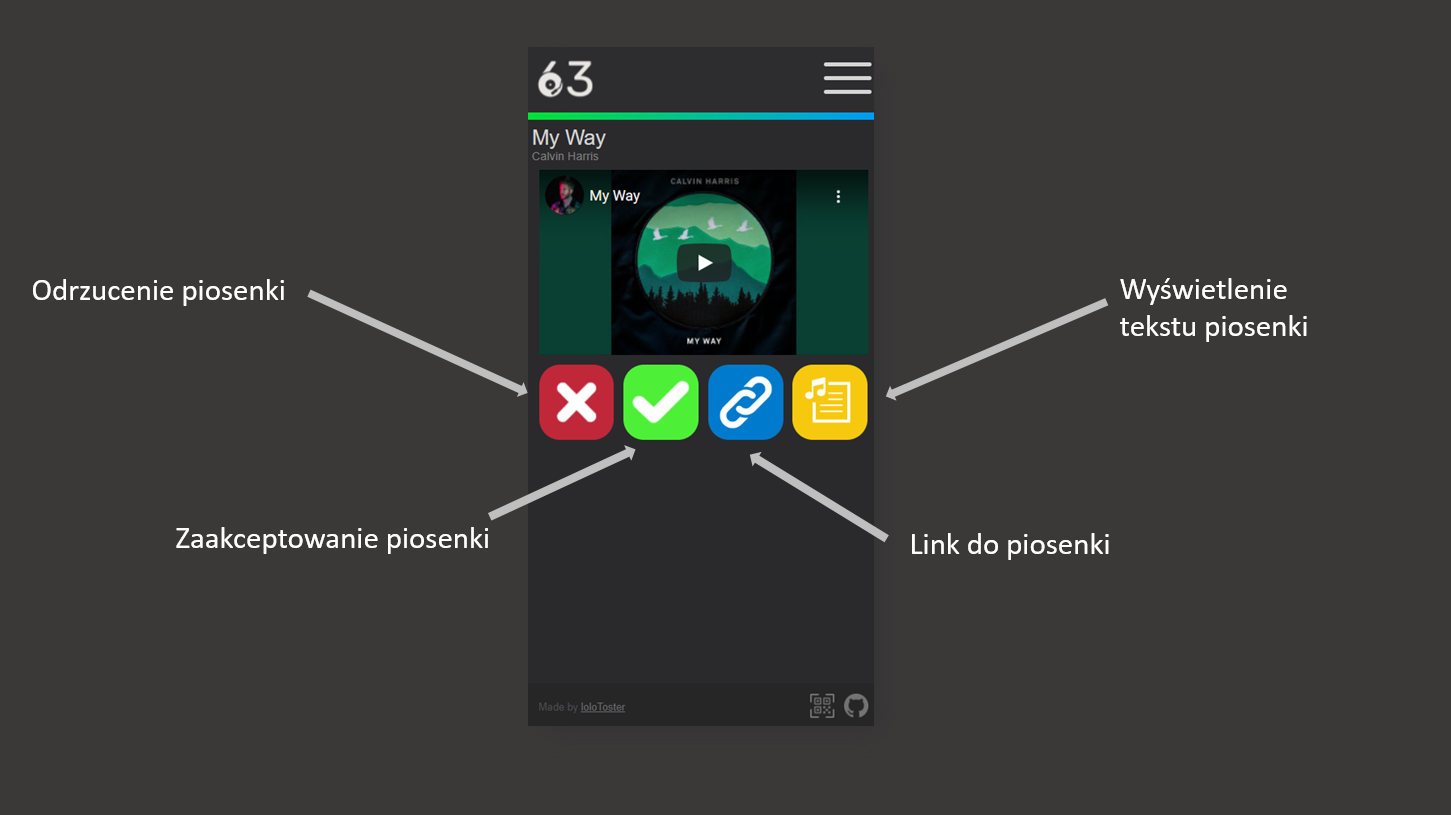 63
My Way
Calvin Harris
CALVIN HARRIS
My Way
MY WAY
Odrzucenie piosenki
Wyświetlenie
tekstu piosenki
Zaakceptowanie piosenki
Link do piosenki
Made by loloToster